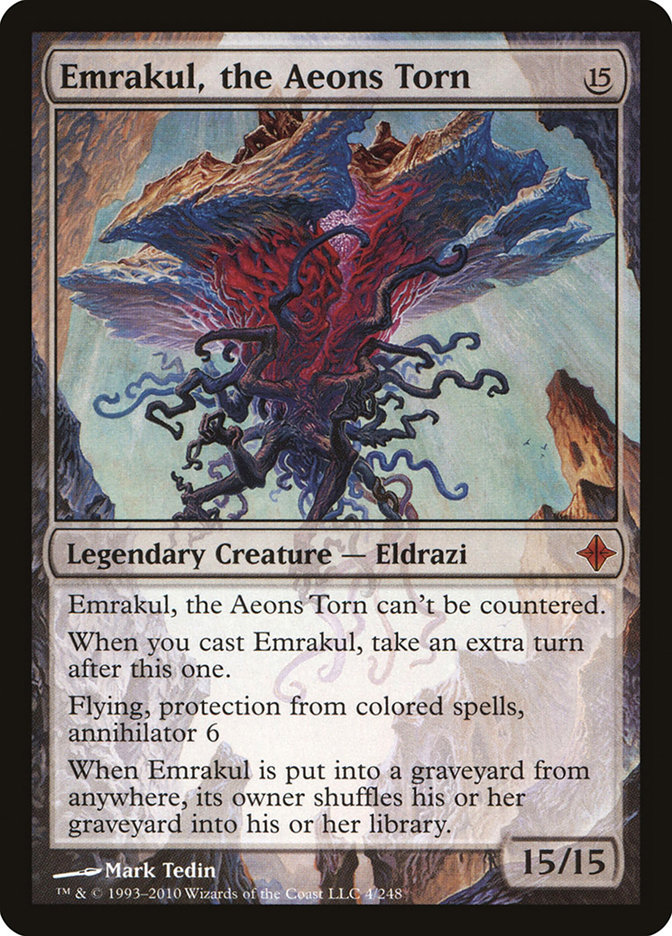 Emrakul, the Aeons Torn 15
Legendary Creature — Eldrazi
Emrakul, the Aeons Torn can't be countered.
When you cast Emrakul, take an extra turn
after this one.
Flying, protection from colored spells,
annihilator 6
When Emrakul is put into a graveyard from
anywhere, its owner shuffles his or her
graveyard into his or her library.
15/15
Mark Tedin
™ & © 1993–2010 Wizards of the Coast LLC 4/248